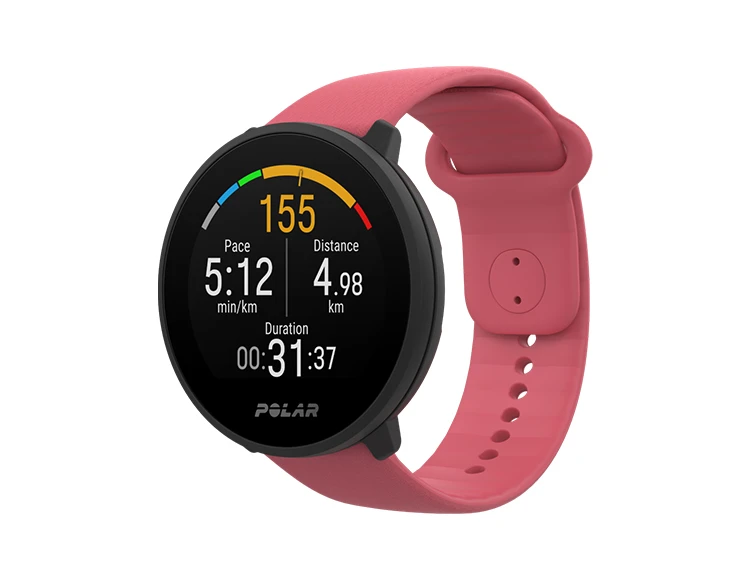 155
Pace Distance
5:12 4.98
min/km km
Duration
00:31:37
POLAR